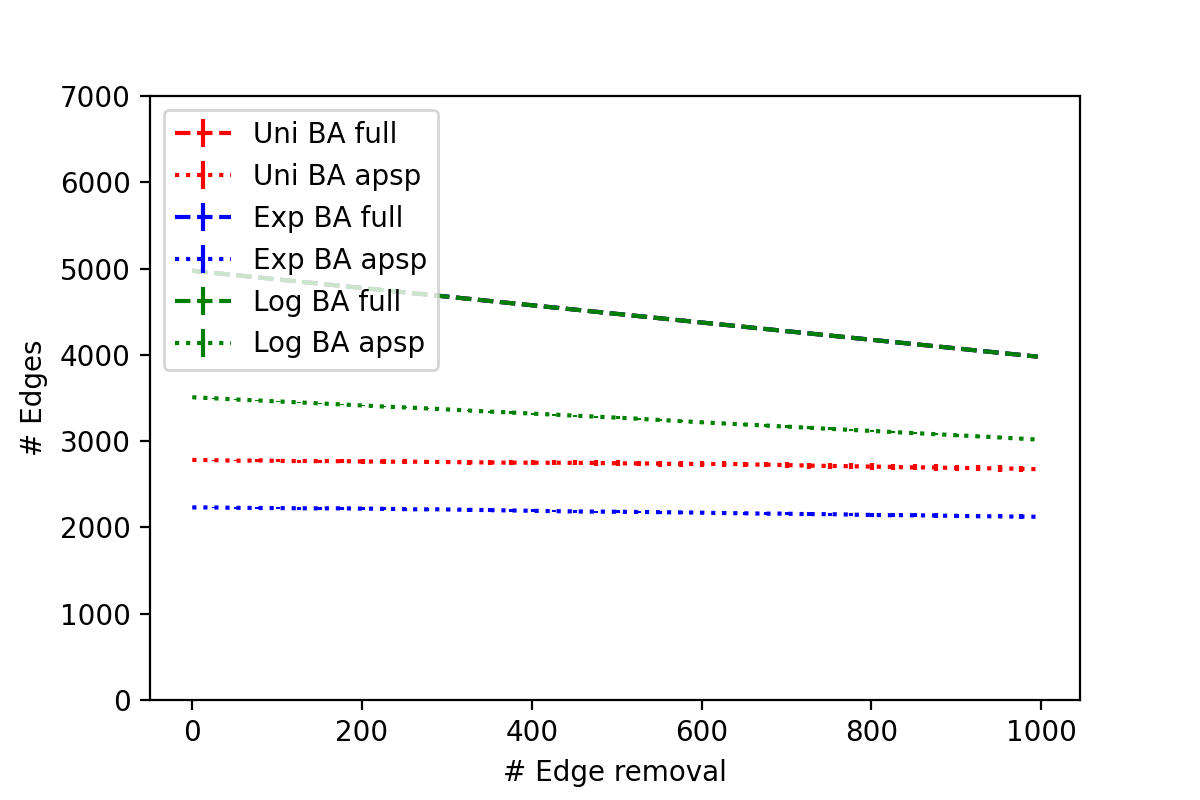 7000
6000
5000
4000
3000
2000
1000
0
# Edges
Uni BA full
Uni BA apsp
Exp BA full
Exp BA apsp
Log BA full
Log BA apsp
0 200 400 600 800 1000
# Edge removal